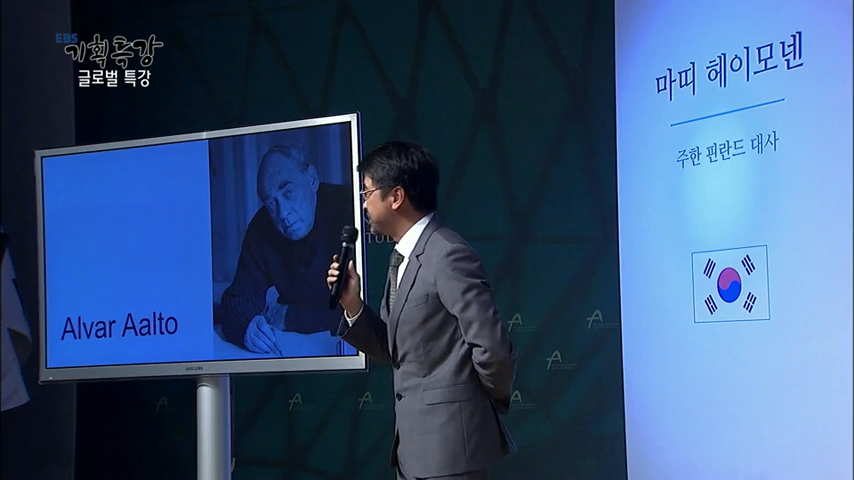 EBS
기획특강
글로벌 특강
마띠 헤이모넨
주한 핀란드 대사
Alvar Aalto
TUD